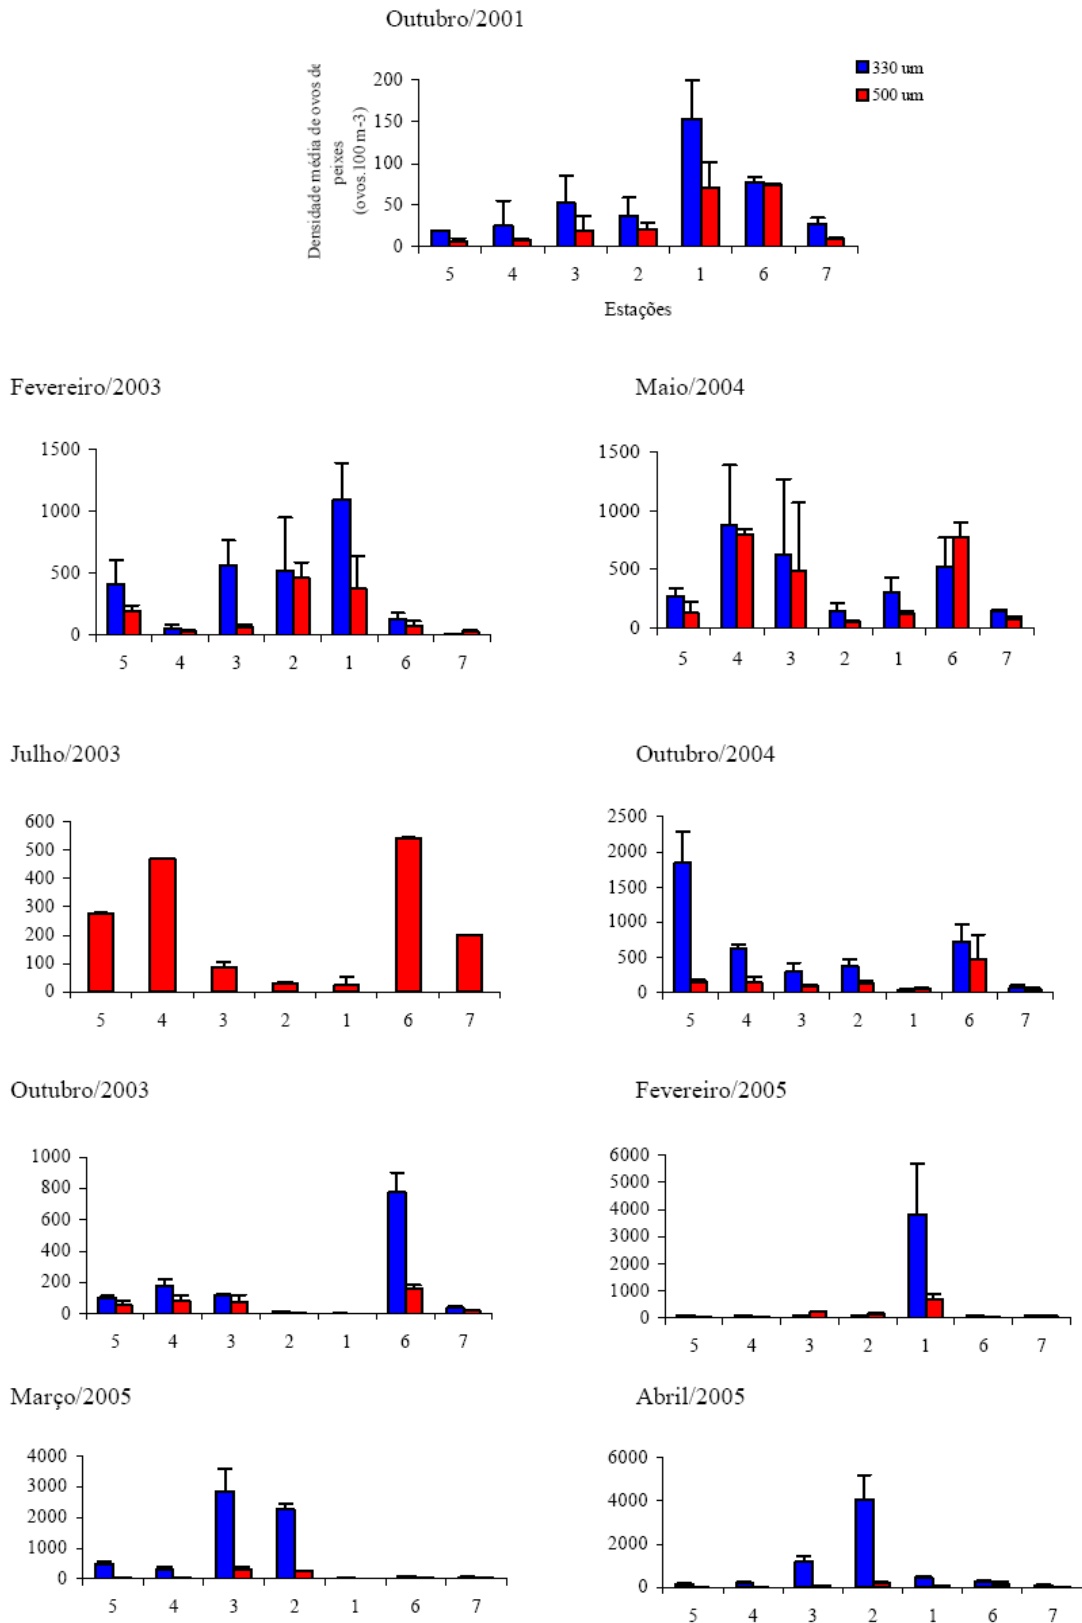 Outubro/2001
Densidade média de ovos de
peixes
(ovos.100 m-3)
200
150
100
50
0
330 um
500 um
5 4 3 2 1 6 7
Estações
Fevereiro/2003
1500
1000
500
0
5 4 3 2 1 6 7
Maio/2004
1500
1000
500
0
5 4 3 2 1 6 7
Julho/2003
600
500
400
300
200
100
0
5 4 3 2 1 6 7
Outubro/2004
2500
2000
1500
1000
500
0
5 4 3 2 1 6 7
Outubro/2003
1000
800
600
400
200
0
5 4 3 2 1 6 7
Fevereiro/2005
6000
5000
4000
3000
2000
1000
0
5 4 3 2 1 6 7
Março/2005
4000
3000
2000
1000
0
5 4 3 2 1 6 7
Abril/2005
6000
4000
2000
0
5 4 3 2 1 6 7